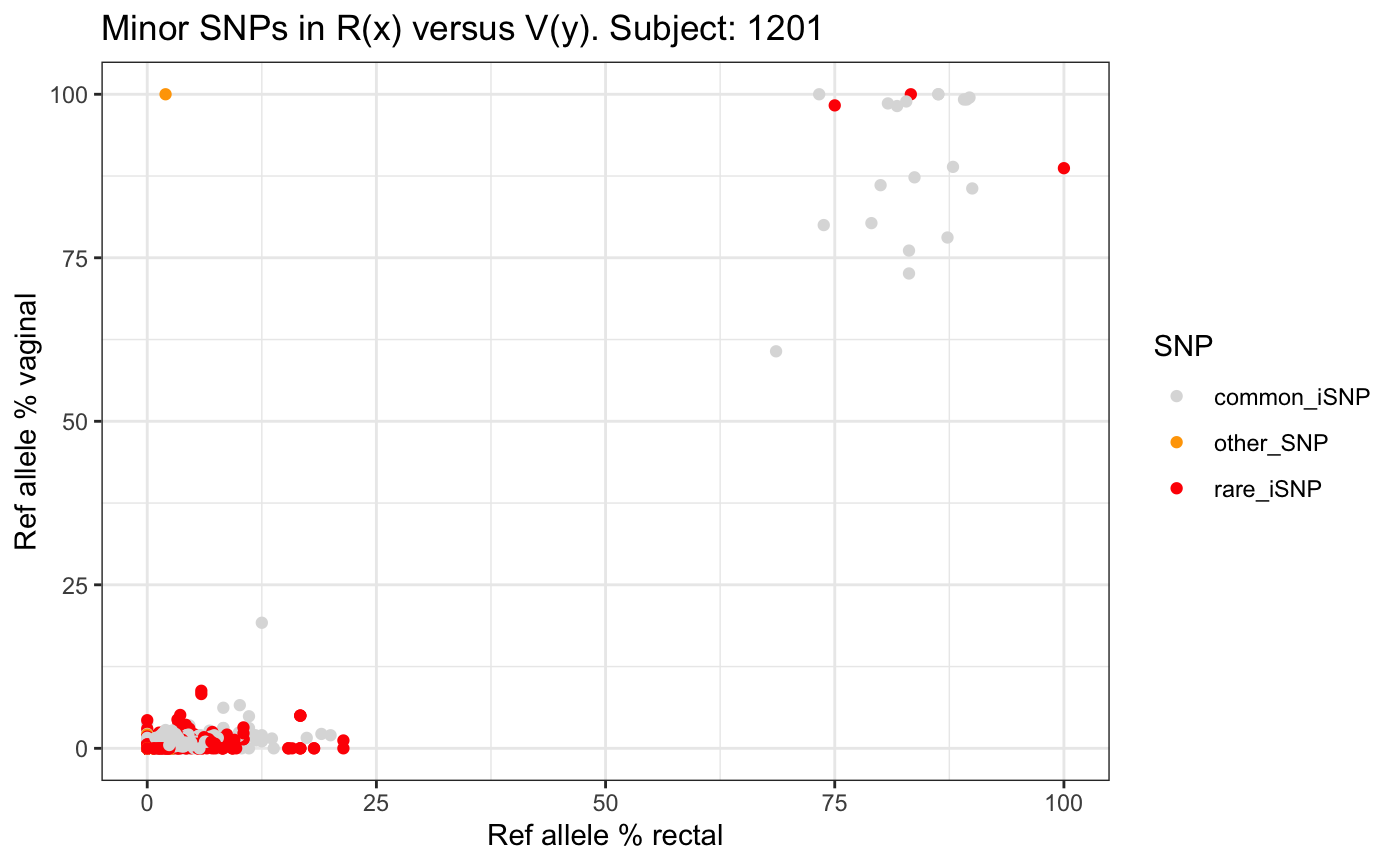 Minor SNPs in R(x) versus V(y). Subject: 1201
Ref allele % vaginal
100
75
50
25
0
0 25 50 75 100
Ref allele % rectal
SNP
common_iSNP
other_SNP
rare_iSNP